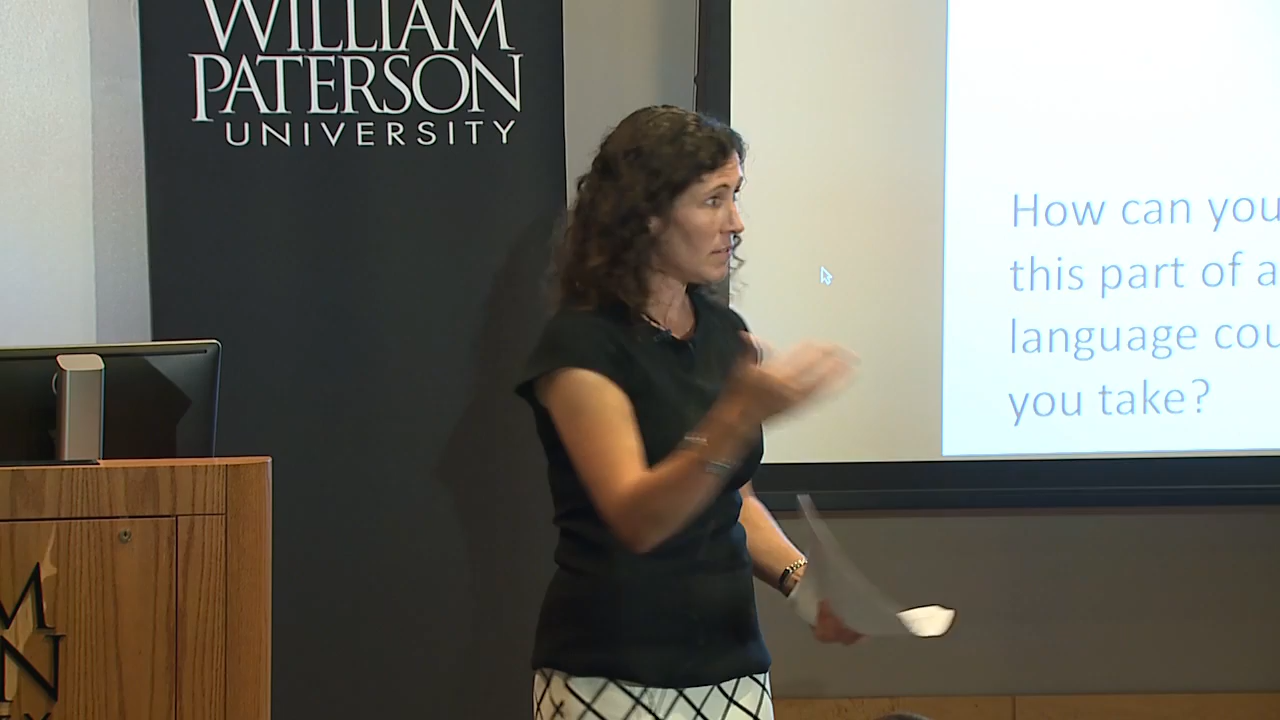 WILLIAM
PATERSON
UNIVERSITY
How can you
this part of a
language cou
you take?
M
N